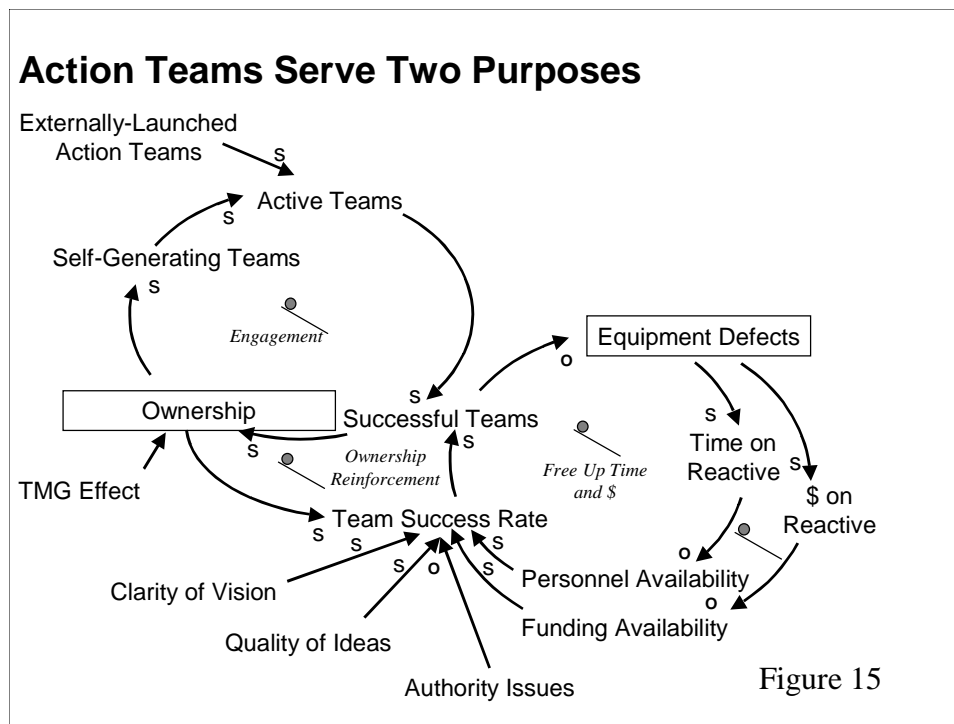 Action Teams Serve Two Purposes
Externally-Launched
Action Teams
s
Active Teams
s
Self-Generating Teams
s
Engagement
Equipment Defects
o
s
Ownership
Successful Teams
s
s
s
Time on
Reactive
Ownership
Reinforcement
Free Up Time
and $
s
$ on
Reactive
TMG Effect
Team Success Rate
s
s
s
o
s
s
o
Personnel Availability
Clarity of Vision
o
Funding Availability
Quality of Ideas
Authority Issues
Figure 15